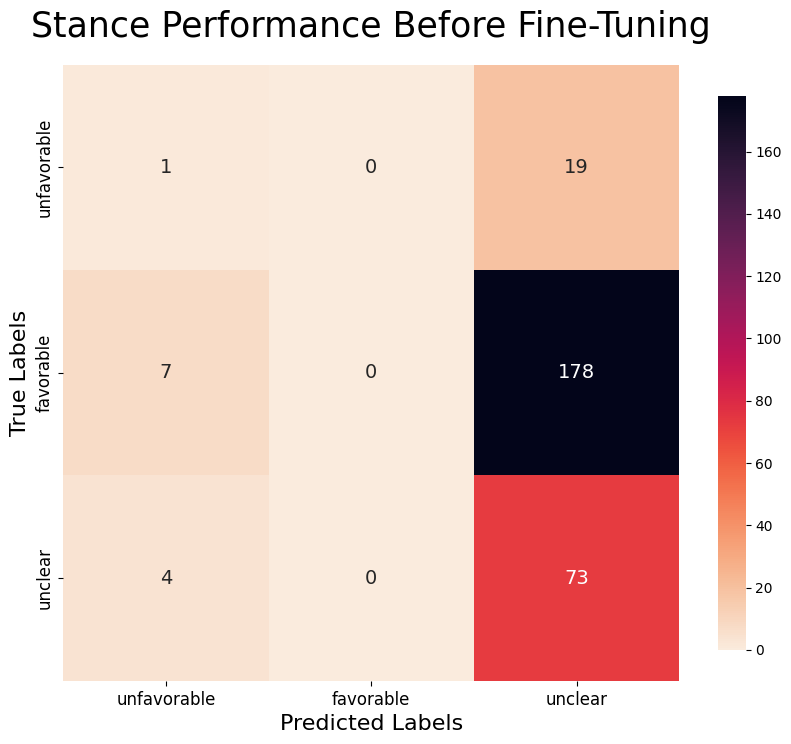 Stance Performance Before Fine-Tuning
True Labels
unfavorable
1 0 19
favorable
7 0 178
unclear
4 0 73
unfavorable favorable unclear
Predicted Labels
160
140
120
100
80
60
40
20
0